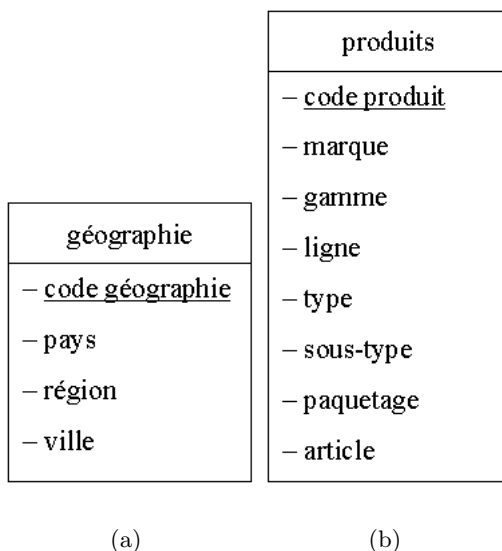 géographie
– code géographie
– pays
– région
– ville
(a)
produits
– code produit
– marque
– gamme
– ligne
– type
– sous-type
– paquetage
– article
(b)